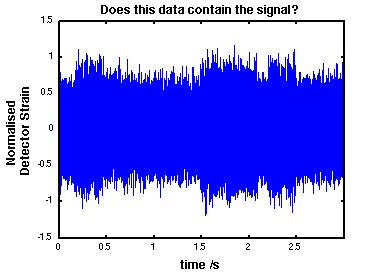 Does this data contain the signal?
1.5
1
0.5
0
-0.5
-1
-1.5
Normalised
Detector Strain
0 0.5 1 1.5 2 2.5
time /s